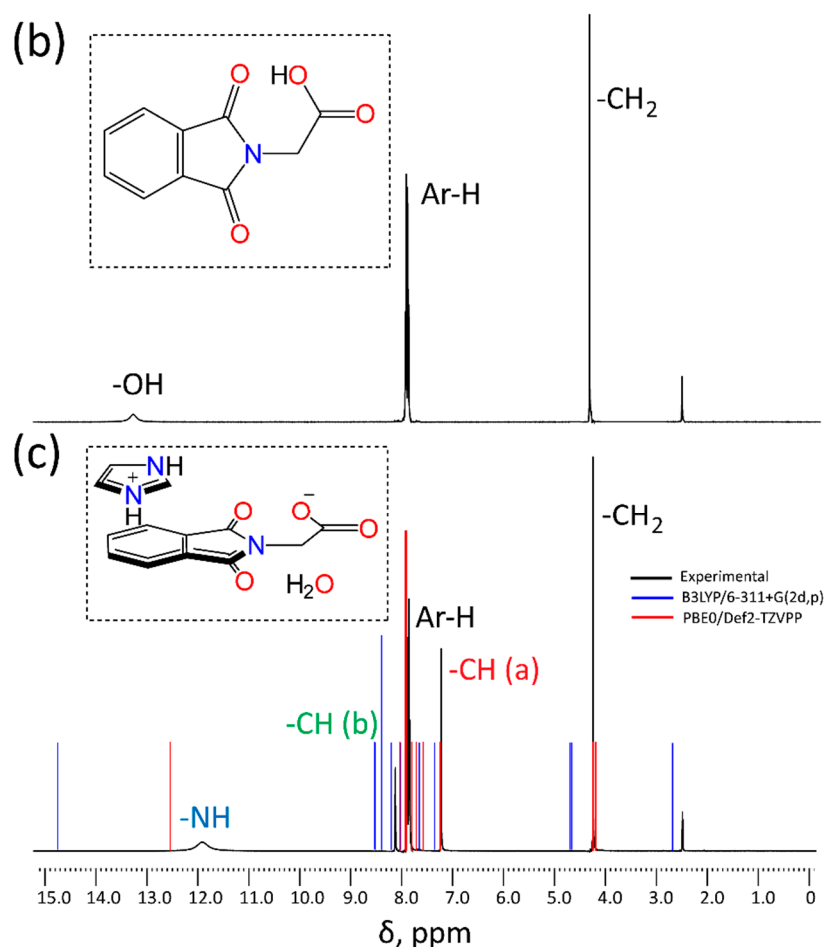 (b)
O
HO
O
N
O
-CH2
Ar-H
-OH
(c)
NH
+
N
H
O
O
−
N
O
O
H2O
-CH2
Experimental
B3LYP/6-311+G(2d,p)
PBE0/Def2-TZVPP
Ar-H
-CH (a)
-CH (b)
-NH
15.0 14.0 13.0 12.0 11.0 10.0 9.0 8.0 7.0 6.0 5.0 4.0 3.0 2.0 1.0 0
δ, ppm